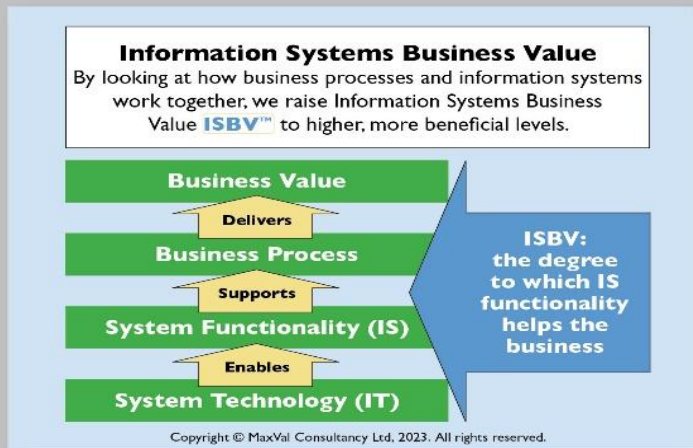 Information Systems Business Value
By looking at how business processes and information systems
work together, we raise Information Systems Business
Value ISBV™ to higher, more beneficial levels.
Business Value
Delivers
Business Process
Supports
System Functionality (IS)
Enables
System Technology (IT)
ISBV:
the degree
to which IS
functionality
helps the
business
Copyright © MaxVal Consultancy Ltd, 2023. All rights reserved.